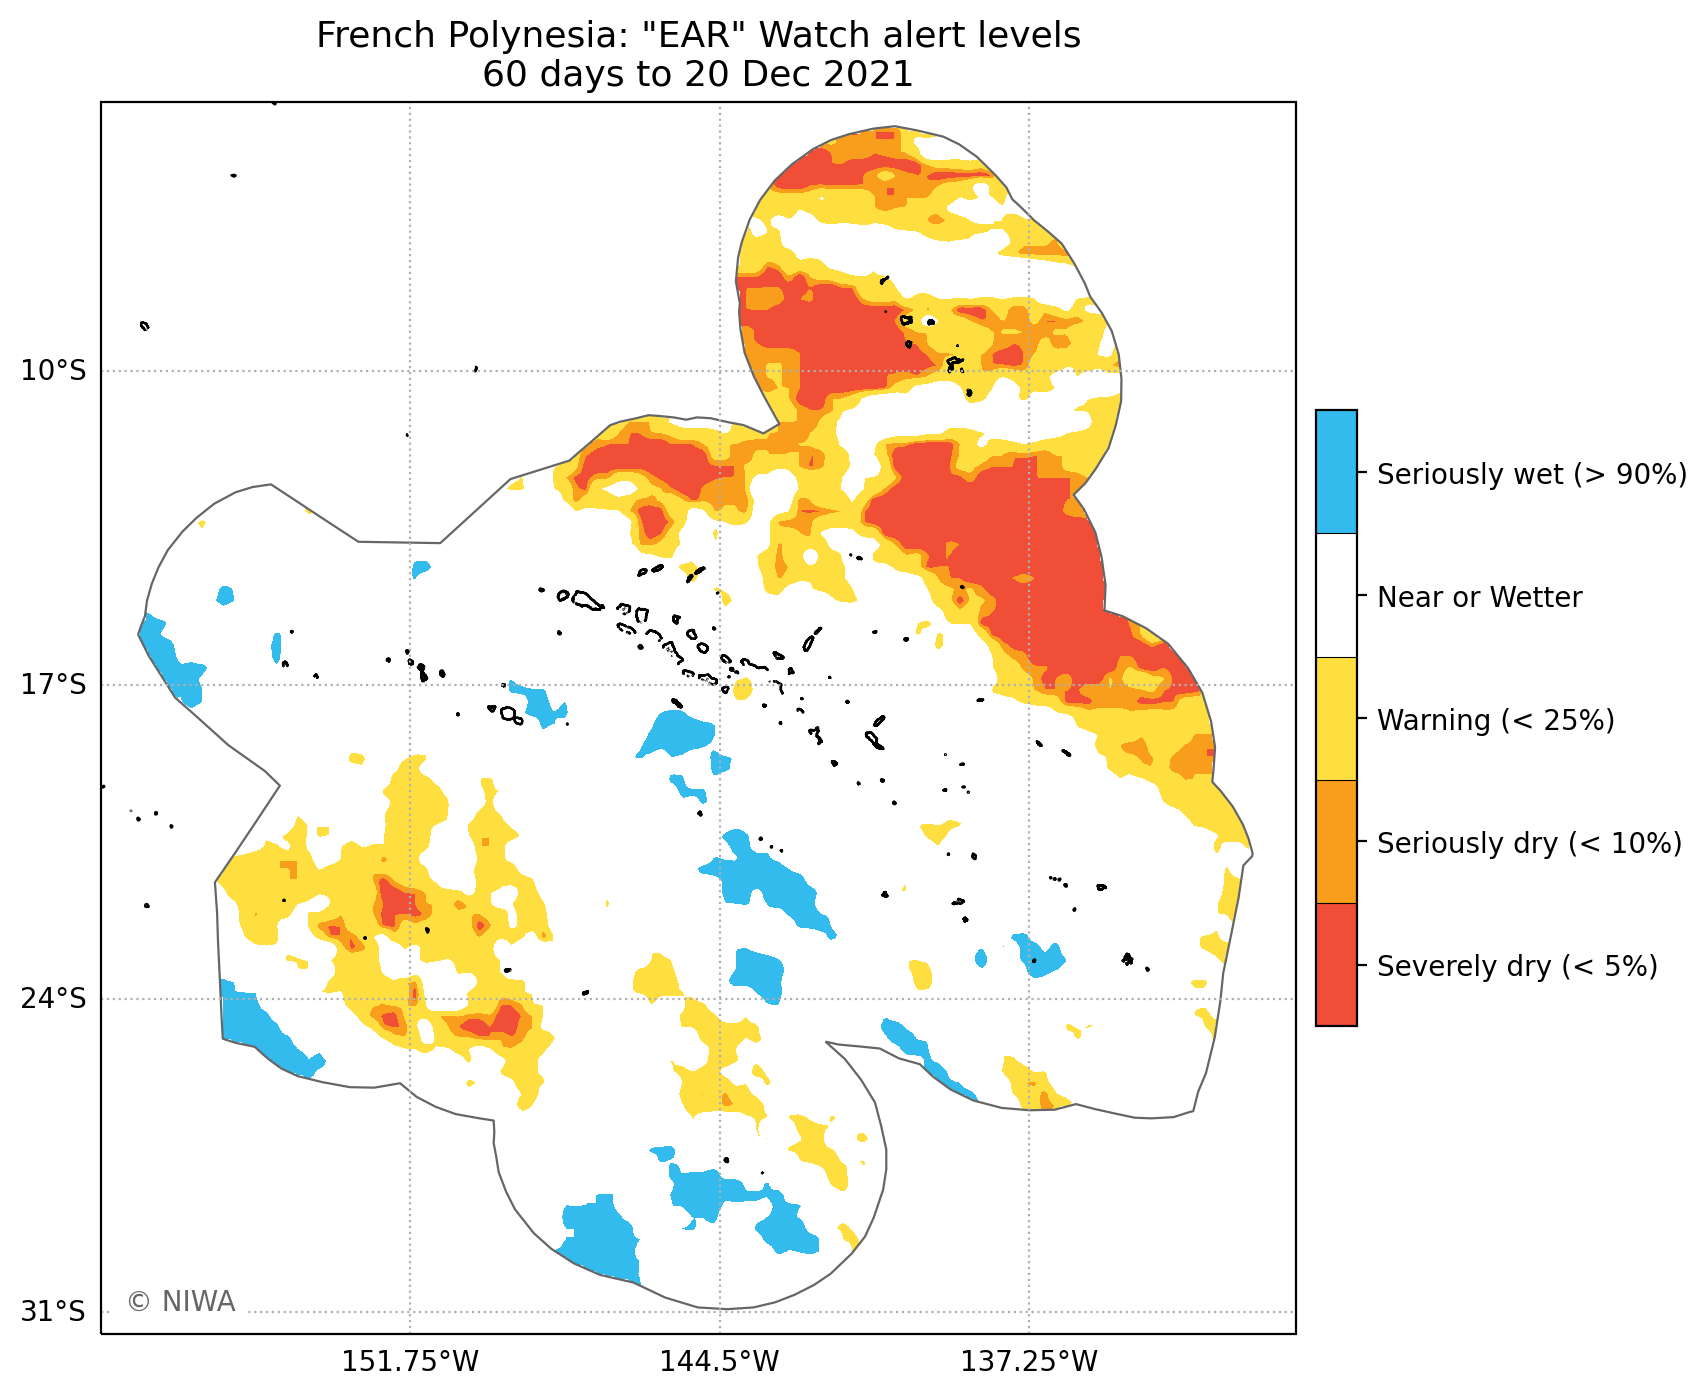 French Polynesia: "EAR" Watch alert levels
60 days to 20 Dec 2021
10°S
17°S
24°S
31°S
151.75°W
144.5°W
137.25°W
Seriously wet (> 90%)
Near or Wetter
Warning (< 25%)
Seriously dry (< 10%)
Severely dry (< 5%)
© NIWA